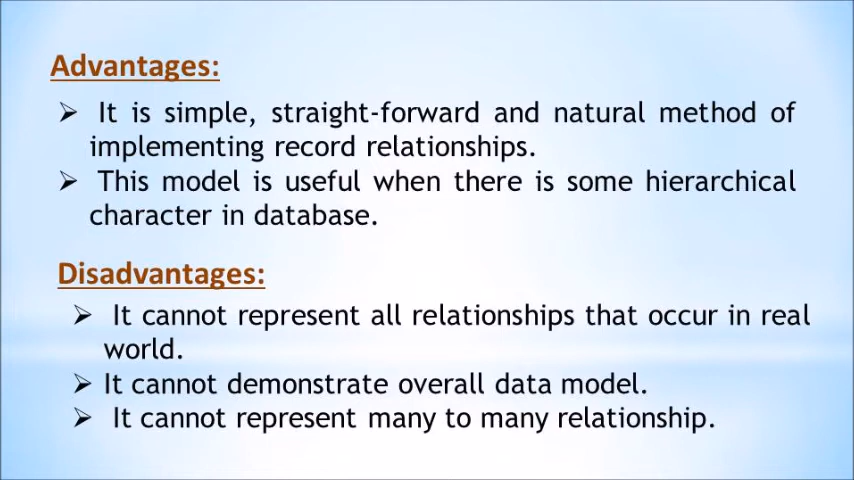 Advantages:
➢ It is simple, straight-forward and natural method of
implementing record relationships.
➢ This model is useful when there is some hierarchical
character in database.
Disadvantages:
➢ It cannot represent all relationships that occur in real
world.
➢ It cannot demonstrate overall data model.
➢ It cannot represent many to many relationship.